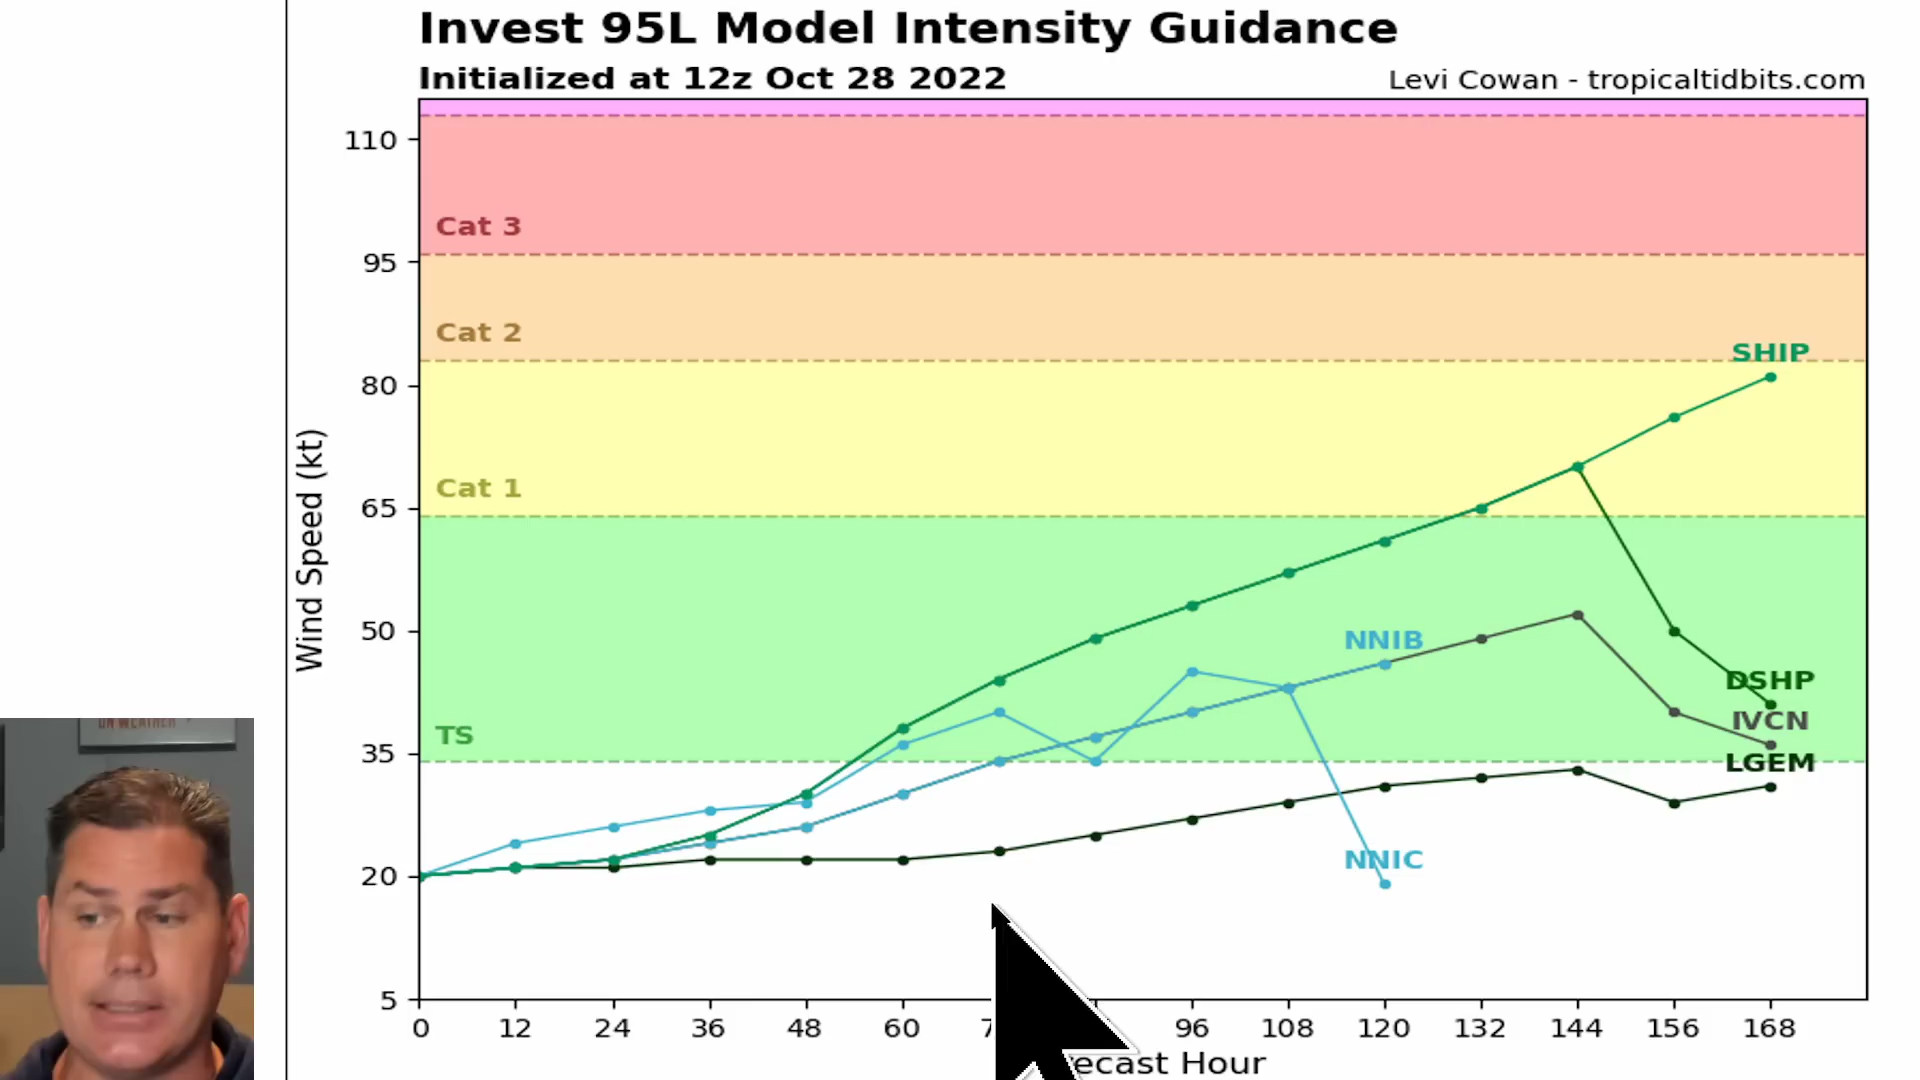 Invest 95L Model Intensity Guidance
Initialized at 12z Oct 28 2022
Levi Cowan - tropicaltidbits.com
110
95
80
65
50
35
20
5
Wind Speed (kt)
Cat 3
Cat 2
Cat 1
TS
SHIP
NNIB
DSHP
IVCN
LGEM
NNIC
0 12 24 36 48 60 96 108 120 132 144 156 168
ecast Hour
ON WEATHER